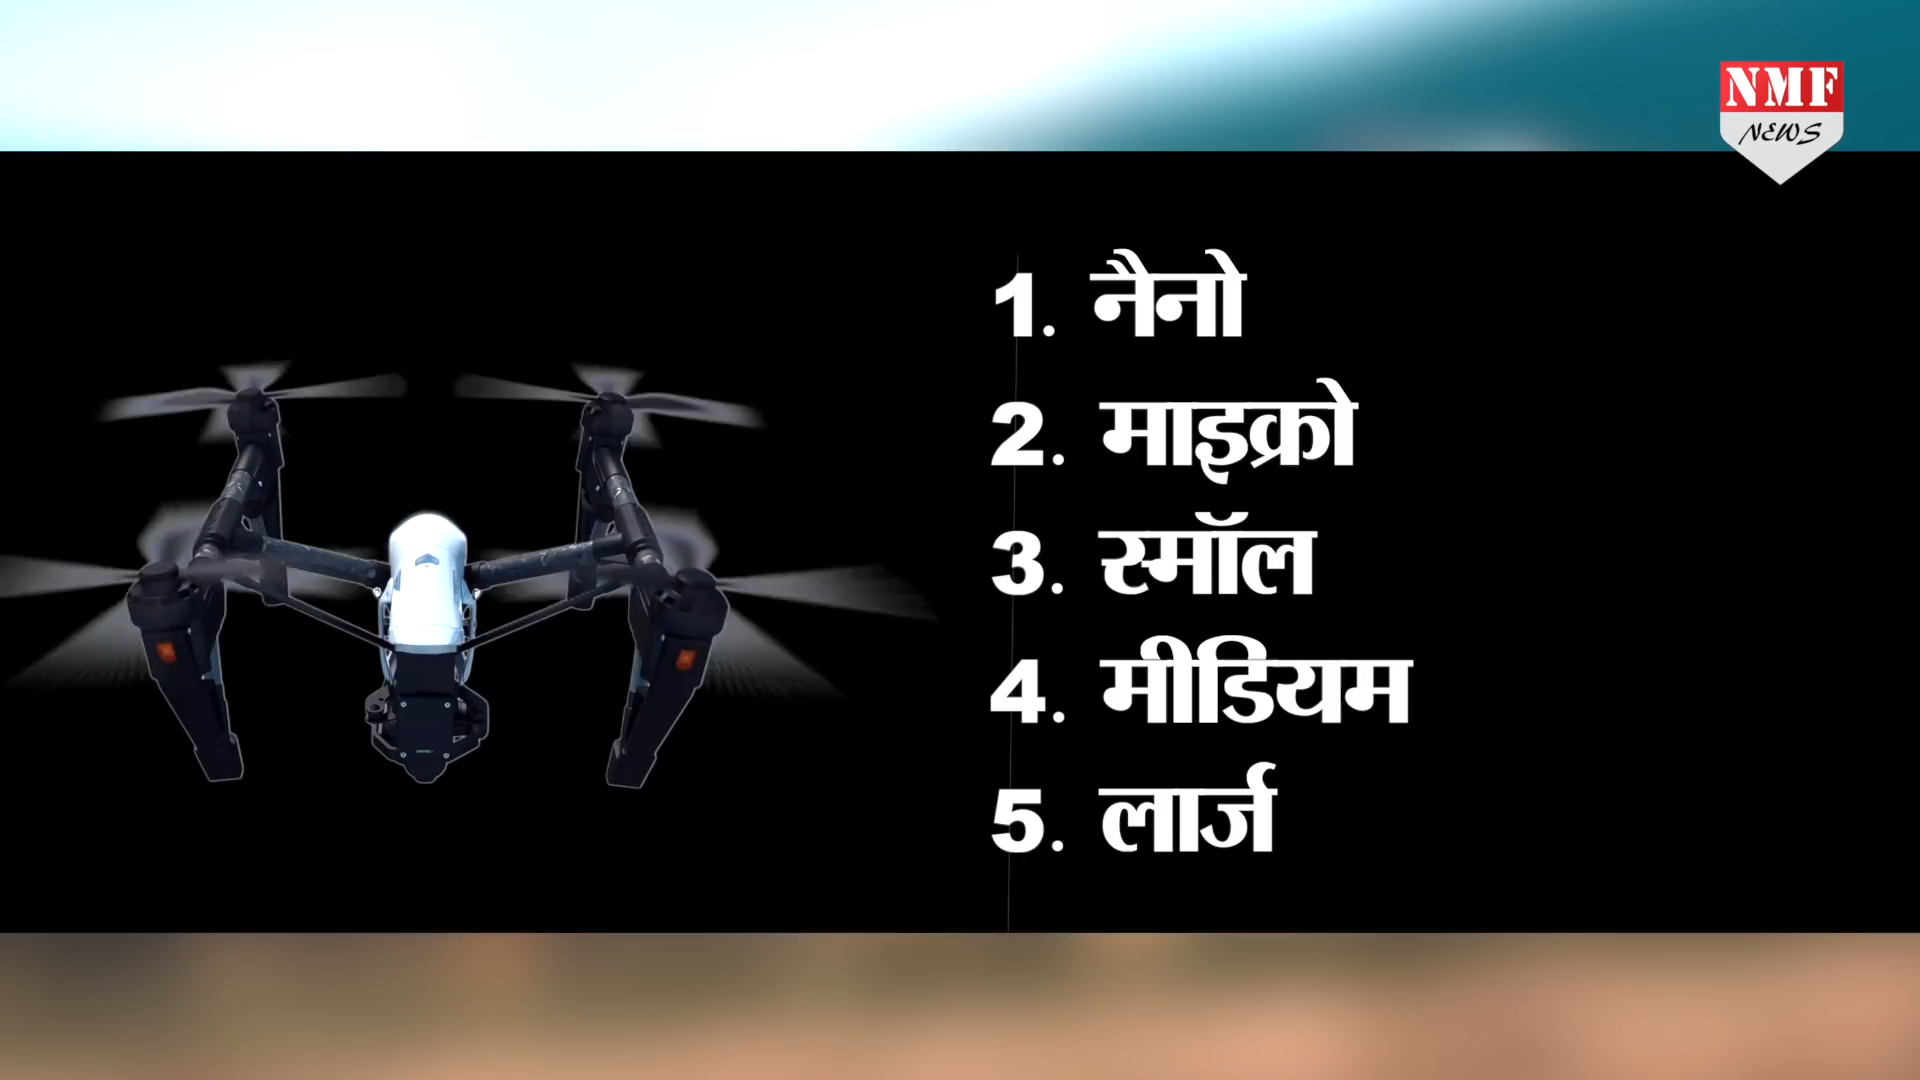 NMF
NEWS
1. नैनो
2. माइक्रो
3. स्मॉल
4. मीडियम
5. लार्ज